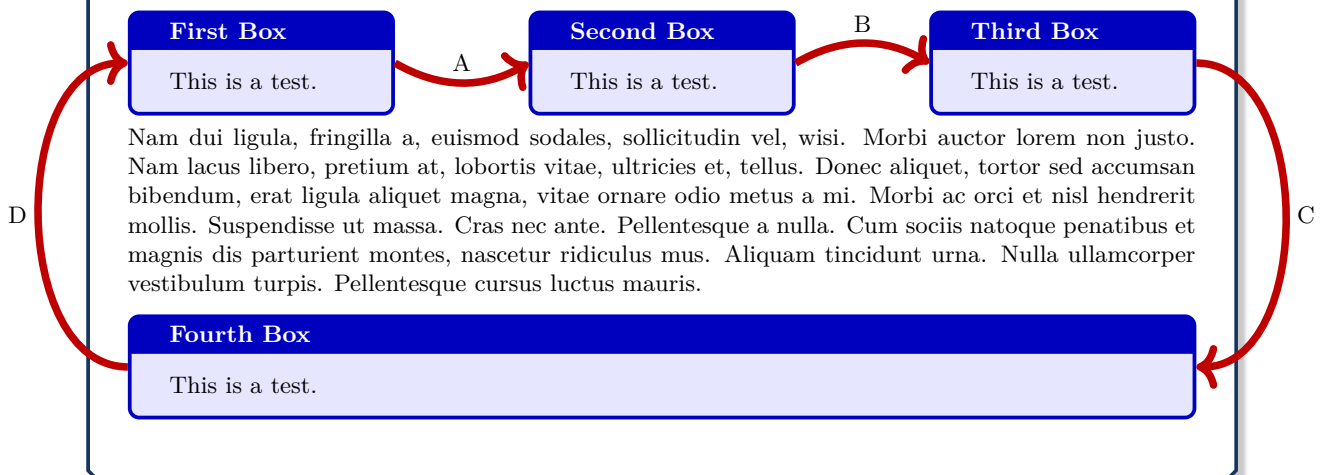 First Box
This is a test.
A
Second Box
This is a test.
B
Third Box
This is a test.
Nam dui ligula, fringilla a, euismod sodales, sollicitudin vel, wisi. Morbi auctor lorem non justo.
Nam lacus libero, pretium at, lobortis vitae, ultricies et, tellus. Donec aliquet, tortor sed accumsan
bibendum, erat ligula aliquet magna, vitae ornare odio metus a mi. Morbi ac orci et nisl hendrerit
mollis. Suspendisse ut massa. Cras nec ante. Pellentesque a nulla. Cum sociis natoque penatibus et
magnis dis parturient montes, nascetur ridiculus mus. Aliquam tincidunt urna. Nulla ullamcorper
vestibulum turpis. Pellentesque cursus luctus mauris.
D
C
Fourth Box
This is a test.